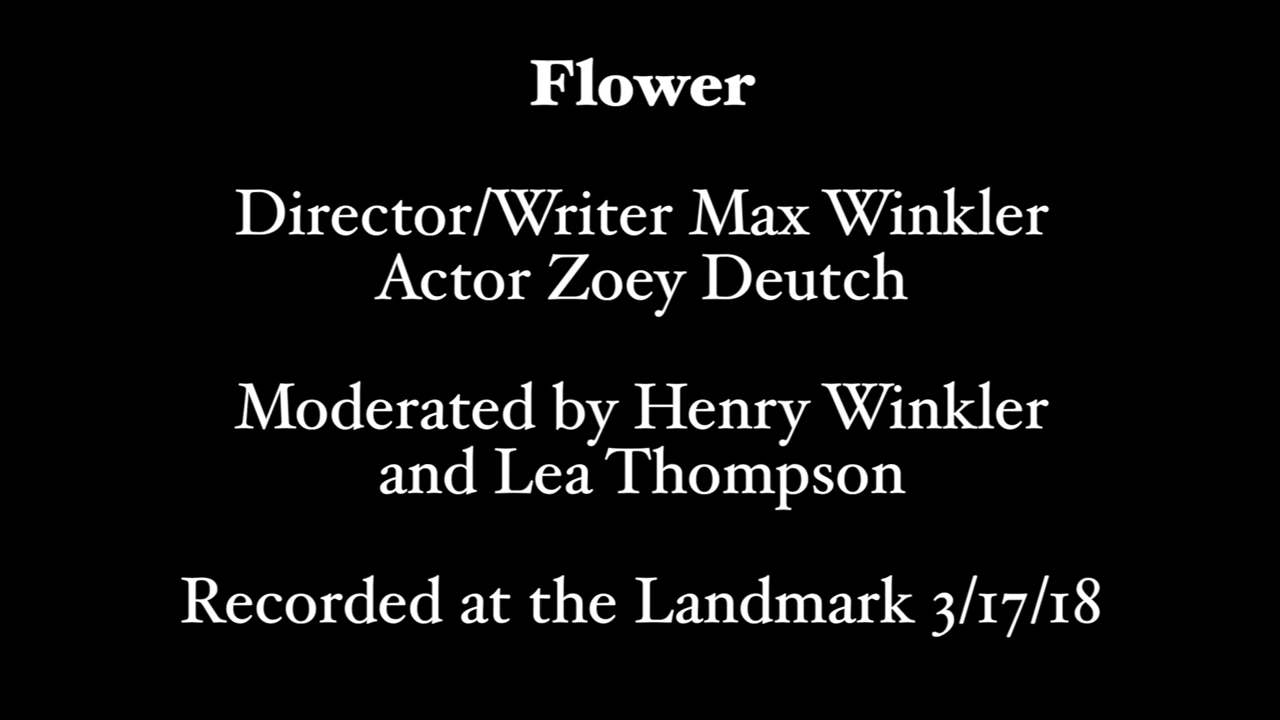 Flower
Director/Writer Max Winkler
Actor Zoey Deutch
Moderated by Henry Winkler
and Lea Thompson
Recorded at the Landmark 3/17/18